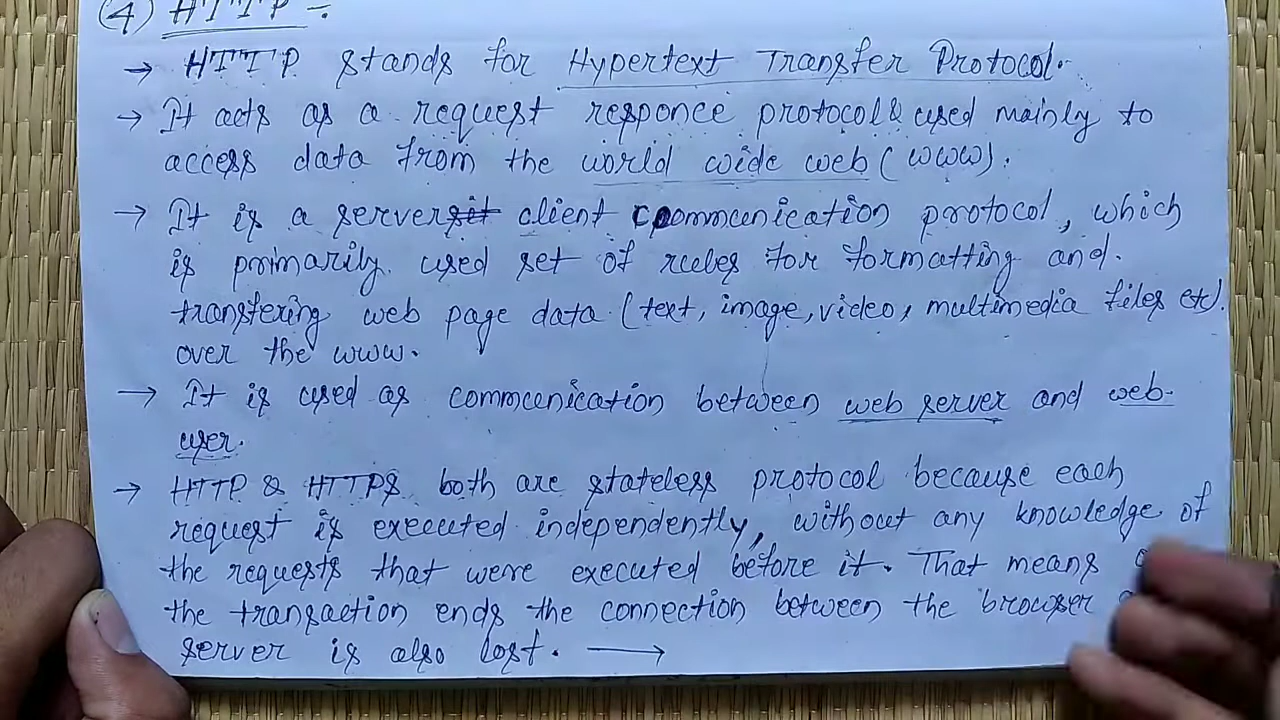 (4) HTTP :-
→ HTTP stands for Hypertext Transfer Protocol.
→ It acts as a request responce protocol & used mainly to
access data from the world wide web (www).
→ It is a server client communication protocol, which
is primarily used set of rules for formatting and.
transfering web page data (text, image, video, multimedia files etc).
over the www.
→ It is used as communication between web server and web
user.
→ HTTP & HTTPS both are stateless protocol because each
request is executed independently, without any knowledge of
the requests that were executed before it. That means
the transaction ends the connection between the browser
server is also lost. →